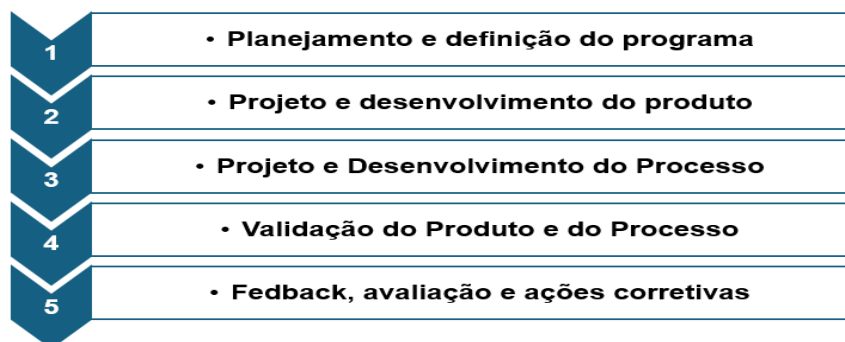 1 • Planejamento e definição do programa
2 • Projeto e desenvolvimento do produto
3 • Projeto e Desenvolvimento do Processo
4 • Validação do Produto e do Processo
5 • Fedback, avaliação e ações corretivas